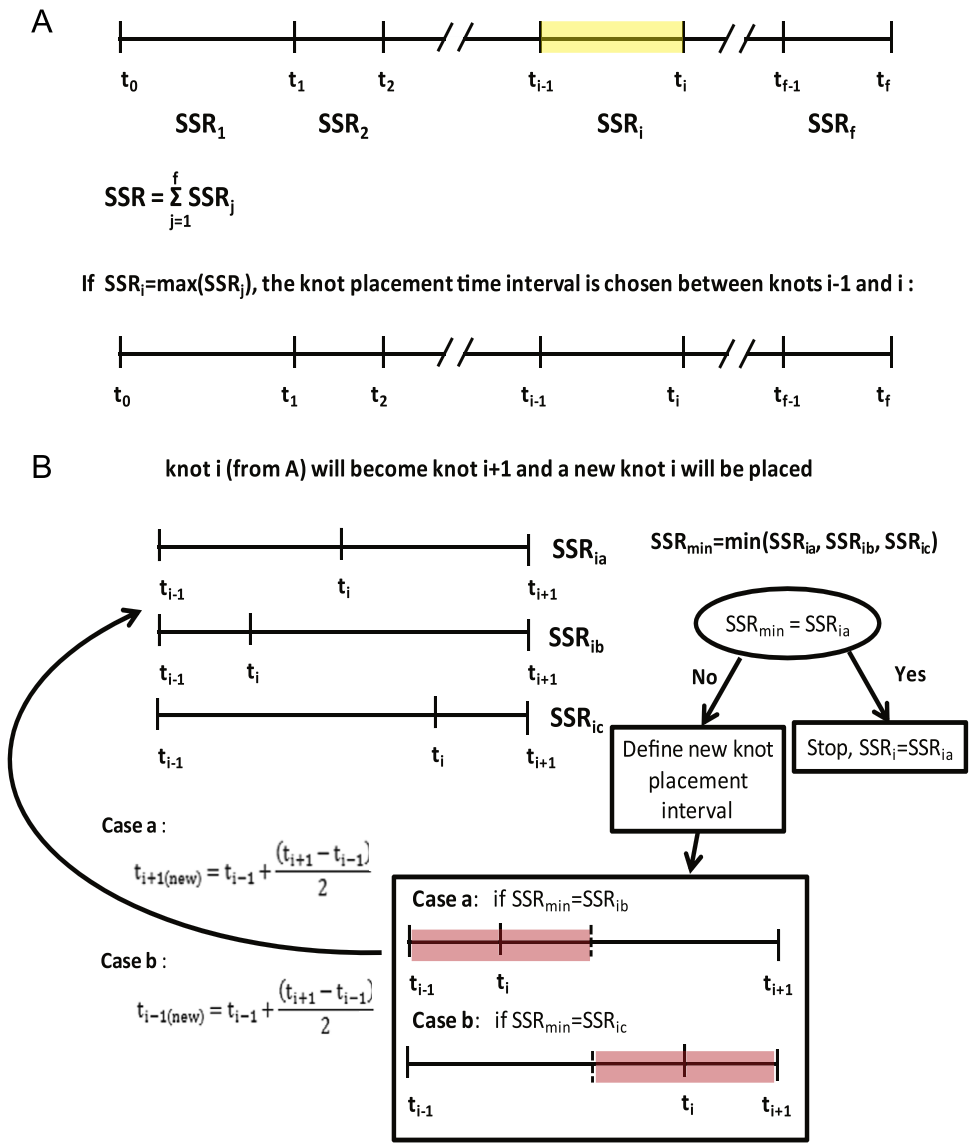 A
t0 t1 t2 ti-1 ti tf-1 tf
SSR1 SSR2 SSRi SSRf
SSR = Σ SSRj
f
j=1
If SSRi=max(SSRj), the knot placement time interval is chosen between knots i-1 and i :
t0 t1 t2 ti-1 ti tf-1 tf
B
knot i (from A) will become knot i+1 and a new knot i will be placed
SSRia
ti-1 ti ti+1
SSRib
ti-1 ti ti+1
SSRic
ti-1 ti ti+1
SSRmin=min(SSRia, SSRib, SSRic)
SSRmin = SSRia
No
Yes
Define new knot
placement
interval
Stop, SSRi=SSRia
Case a :
ti+1(new) = ti-1 + (ti+1 − ti-1)/2
Case b :
ti−1(new) = ti-1 + (ti+1 − ti-1)/2
Case a: if SSRmin=SSRib
ti-1 ti ti+1
Case b: if SSRmin=SSRic
ti-1 ti ti+1